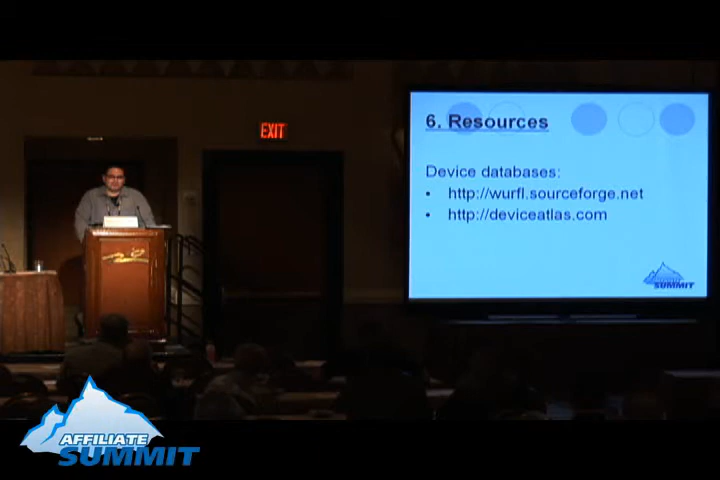 EXIT
6. Resources
Device databases:
• http://wurfl.sourceforge.net
• http://deviceatlas.com
SUMMIT
AFFILIATE
SUMMIT